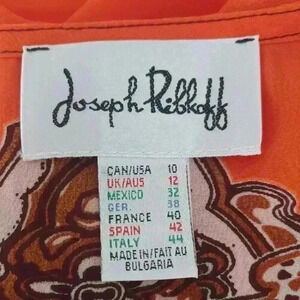 Joseph Ribkoff
CAN/USA 10
UK/AUS 12
MEXICO 32
GER. 38
FRANCE 40
SPAIN 42
ITALY 44
MADE IN/FAIT AU
BULGARIA